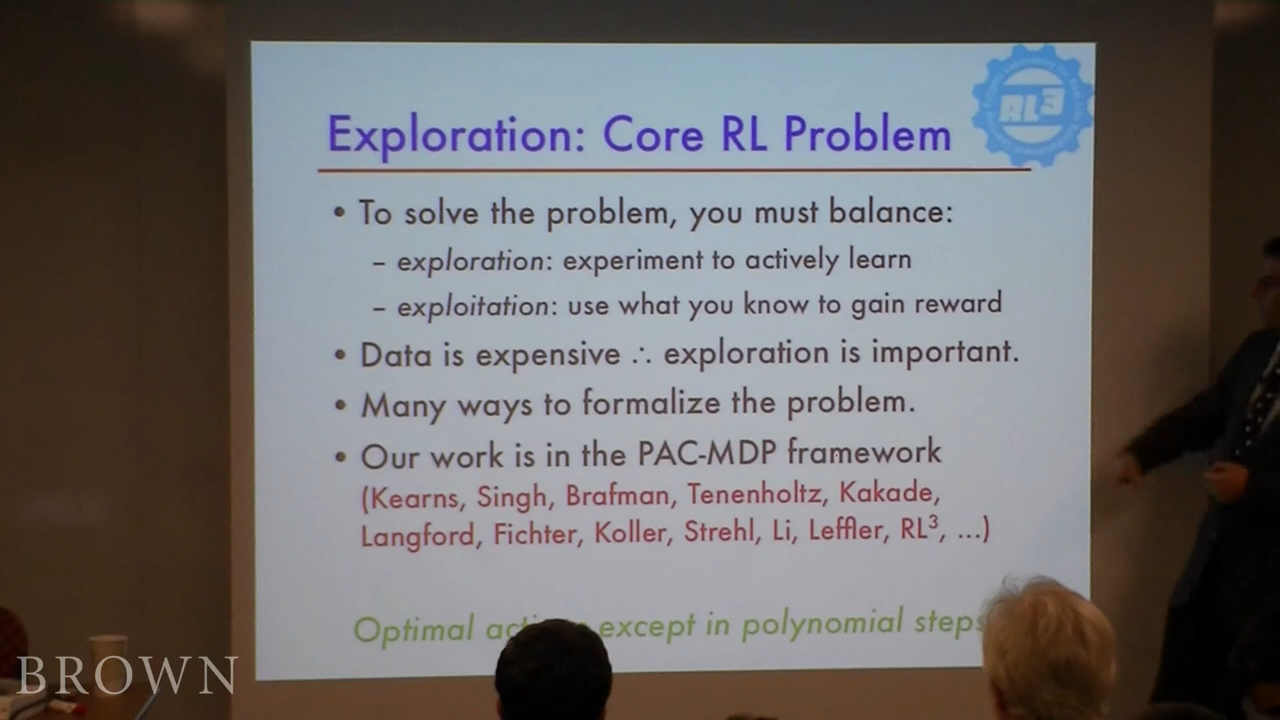 RL³
Exploration: Core RL Problem
• To solve the problem, you must balance:
– exploration: experiment to actively learn
– exploitation: use what you know to gain reward
• Data is expensive ∴ exploration is important.
• Many ways to formalize the problem.
• Our work is in the PAC-MDP framework
(Kearns, Singh, Brafman, Tenenholtz, Kakade,
Langford, Fichter, Koller, Strehl, Li, Leffler, RL³, ...)
Optimal except in polynomial steps
BROWN